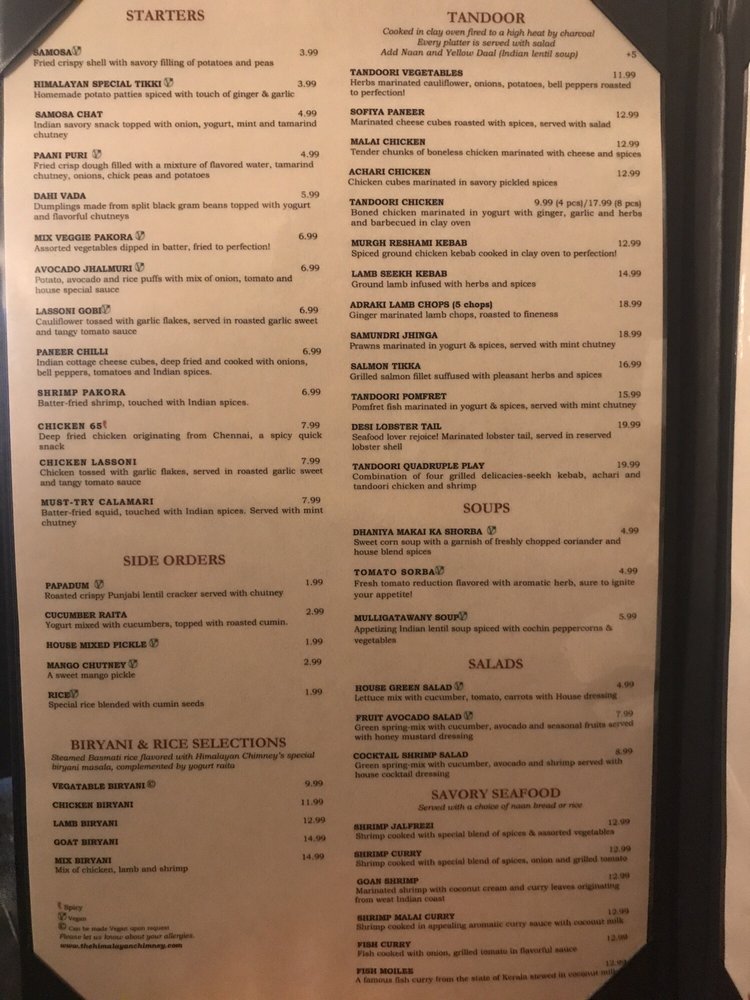 STARTERS
SAMOSA 3.99
Fried crispy shell with savory filling of potatoes and peas
HIMALAYAN SPECIAL TIKKI 3.99
Homemade potato patties spiced with touch of ginger & garlic
SAMOSA CHAT 4.99
Indian savory snack topped with onion, yogurt, mint and tamarind
chutney
PAANI PURI 4.99
Fried crisp dough filled with a mixture of flavored water, tamarind
chutney, onions, chick peas and potatoes
DAHI VADA 5.99
Dumplings made from split black gram beans topped with yogurt
and flavorful chutneys
MIX VEGGIE PAKORA 6.99
Assorted vegetables dipped in batter, fried to perfection!
AVOCADO JHALMURI 6.99
Potato, avocado and rice puffs with mix of onion, tomato and
house special sauce
LASSONI GOBI 6.99
Cauliflower tossed with garlic flakes, served in roasted garlic sweet
and tangy tomato sauce
PANEER CHILLI 6.99
Indian cottage cheese cubes, deep fried and cooked with onions,
bell peppers, tomatoes and Indian spices.
SHRIMP PAKORA 6.99
Batter-fried shrimp, touched with Indian spices.
CHICKEN 65 7.99
Deep fried chicken originating from Chennai, a spicy quick
snack
CHICKEN LASSONI 7.99
Chicken tossed with garlic flakes, served in roasted garlic sweet
and tangy tomato sauce
MUST-TRY CALAMARI 7.99
Batter-fried squid, touched with Indian spices. Served with mint
chutney
SIDE ORDERS
PAPADUM 1.99
Roasted crispy Punjabi lentil cracker served with chutney
CUCUMBER RAITA 2.99
Yogurt mixed with cucumbers, topped with roasted cumin.
HOUSE MIXED PICKLE 1.99
MANGO CHUTNEY 2.99
A sweet mango pickle
RICE 1.99
Special rice blended with cumin seeds
BIRYANI & RICE SELECTIONS
Steamed Basmati rice flavored with Himalayan Chimney's special
biryani masala, complemented by yogurt raita
VEGATABLE BIRYANI © 9.99
CHICKEN BIRYANI 11.99
LAMB BIRYANI 12.99
GOAT BIRYANI 14.99
MIX BIRYANI 14.99
Mix of chicken, lamb and shrimp
Spicy
Vegan
© Can be made Vegan upon request
Please let us know about your allergies.
www.thehimalayanchimney.com
TANDOOR
Cooked in clay oven fired to a high heat by charcoal
Every platter is served with salad
Add Naan and Yellow Daal (Indian lentil soup) +5
TANDOORI VEGETABLES 11.99
Herbs marinated cauliflower, onions, potatoes, bell peppers roasted
to perfection!
SOFIYA PANEER 12.99
Marinated cheese cubes roasted with spices, served with salad
MALAI CHICKEN 12.99
Tender chunks of boneless chicken marinated with cheese and spices
ACHARI CHICKEN 12.99
Chicken cubes marinated in savory pickled spices
TANDOORI CHICKEN 9.99 (4 pcs)/17.99 (8 pcs)
Boned chicken marinated in yogurt with ginger, garlic and herbs
and barbecued in clay oven
MURGH RESHAMI KEBAB 12.99
Spiced ground chicken kebab cooked in clay oven to perfection!
LAMB SEEKH KEBAB 14.99
Ground lamb infused with herbs and spices
ADRAKI LAMB CHOPS (5 chops) 18.99
Ginger marinated lamb chops, roasted to fineness
SAMUNDRI JHINGA 18.99
Prawns marinated in yogurt & spices, served with mint chutney
SALMON TIKKA 16.99
Grilled salmon fillet suffused with pleasant herbs and spices
TANDOORI POMFRET 15.99
Pomfret fish marinated in yogurt & spices, served with mint chutney
DESI LOBSTER TAIL 19.99
Seafood lover rejoice! Marinated lobster tail, served in reserved
lobster shell
TANDOORI QUADRUPLE PLAY 19.99
Combination of four grilled delicacies-seekh kebab, achari and
tandoori chicken and shrimp
SOUPS
DHANIYA MAKAI KA SHORBA 4.99
Sweet corn soup with a garnish of freshly chopped coriander and
house blend spices
TOMATO SORBA 4.99
Fresh tomato reduction flavored with aromatic herb, sure to ignite
your appetite!
MULLIGATAWANY SOUP 5.99
Appetizing Indian lentil soup spiced with cochin peppercorns &
vegetables
SALADS
HOUSE GREEN SALAD 4.99
Lettuce mix with cucumber, tomato, carrots with House dressing
FRUIT AVOCADO SALAD 7.99
Green spring-mix with cucumber, avocado and seasonal fruits served
with honey mustard dressing
COCKTAIL SHRIMP SALAD 8.99
Green spring-mix with cucumber, avocado and shrimp served with
house cocktail dressing
SAVORY SEAFOOD
Served with a choice of naan bread or rice
SHRIMP JALFREZI 12.99
Shrimp cooked with special blend of spices & assorted vegetables
SHRIMP CURRY 12.99
Shrimp cooked with special blend of spices, onion and grilled tomato
GOAN SHRIMP 12.99
Marinated shrimp with coconut cream and curry leaves originating
from west Indian coast
SHRIMP MALAI CURRY 12.99
Shrimp cooked in appealing aromatic curry sauce with coconut milk
FISH CURRY 12.99
Fish cooked with onion, grilled tomato in flavorful sauce
FISH MOILEE 12.99
A famous fish curry from the state of Kerala stewed in coconut milk